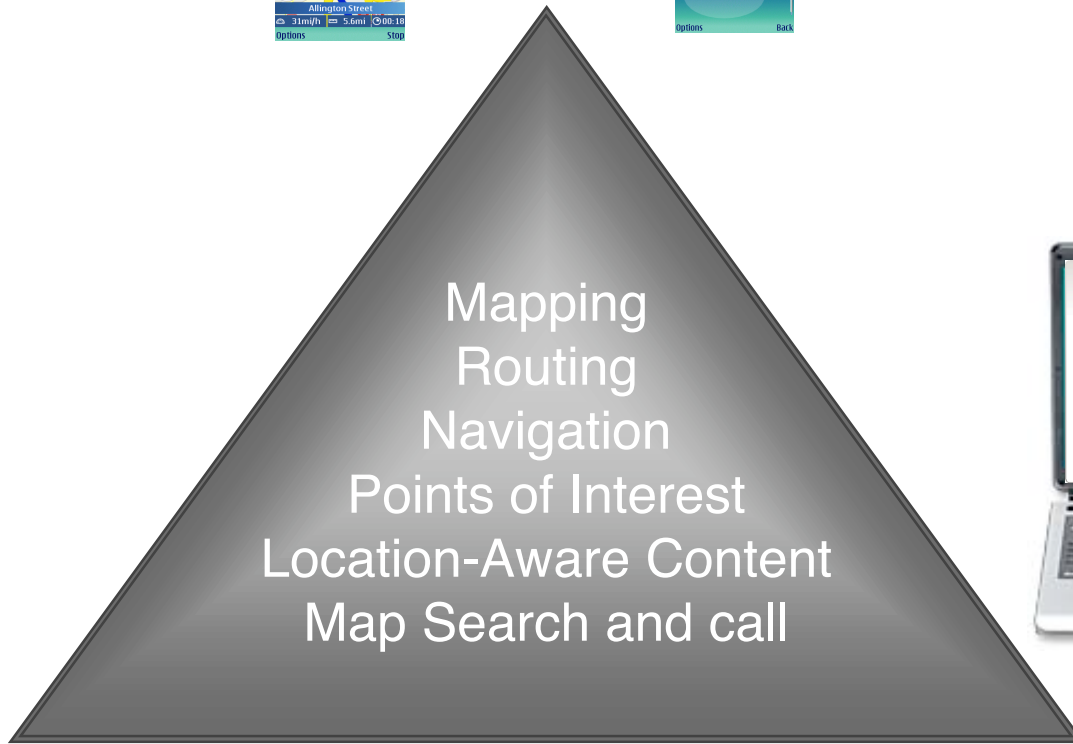 Allington Street
31mi/h 5.6mi 00:18
Options Stop
Options Back
Mapping
Routing
Navigation
Points of Interest
Location-Aware Content
Map Search and call